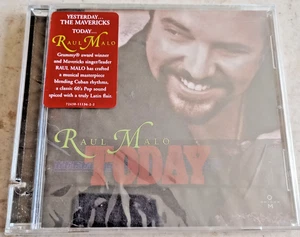 YESTERDAY...
THE MAVERICKS
TODAY...
RAUL MALO
Grammy® award winner
and Mavericks singer/leader
RAUL MALO has crafted
a musical masterpiece
blending Cuban rhythms,
a classic 60's Pop sound
spiced with a truly Latin flair.
RAUL MALO
TODAY